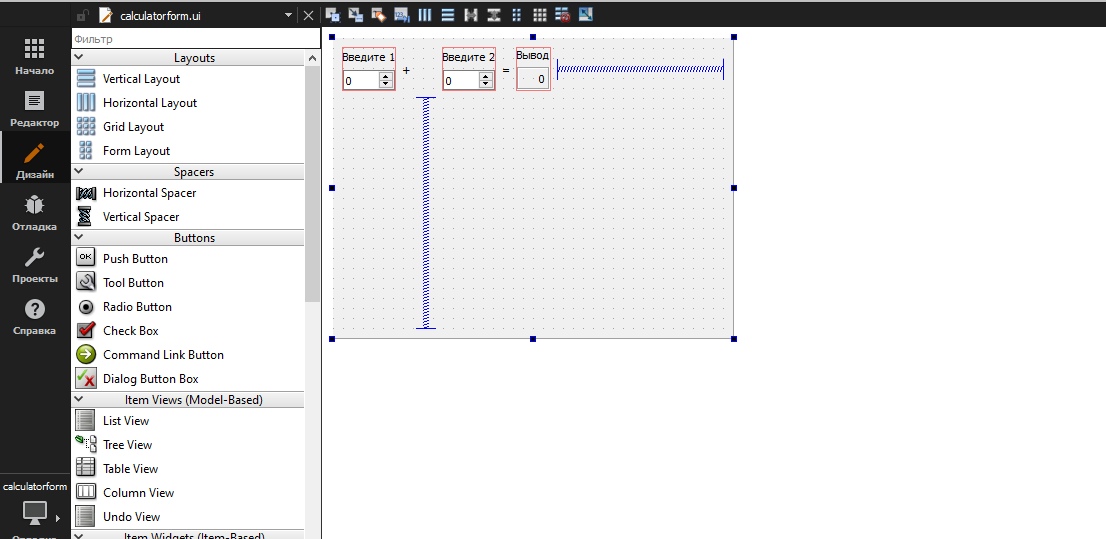 calculatorform.ui
Начало
Редактор
Дизайн
Отладка
Проекты
Справка
calculatorform
Фильтр
Layouts
Vertical Layout
Horizontal Layout
Grid Layout
Form Layout
Spacers
Horizontal Spacer
Vertical Spacer
Buttons
OK Push Button
Tool Button
Radio Button
Check Box
Command Link Button
Dialog Button Box
Item Views (Model-Based)
List View
Tree View
Table View
Column View
Undo View
Item Widgets (Item-Based)
Введите 1 Введите 2 Вывод
0 + 0 = 0